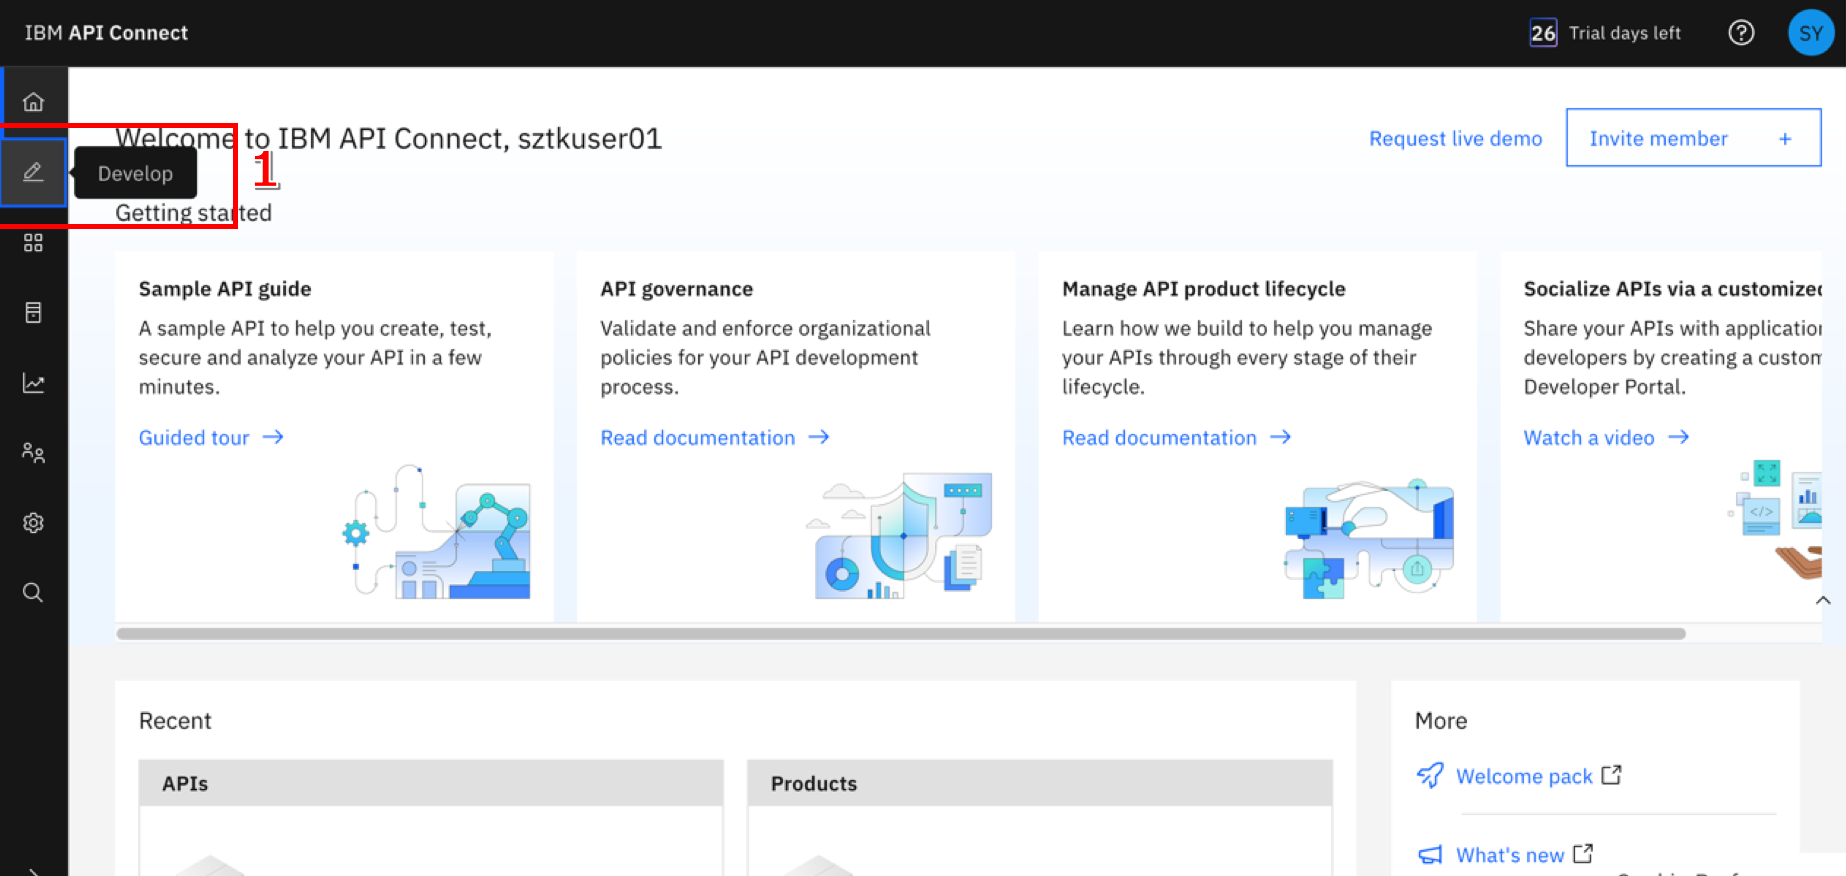 IBM API Connect
26 Trial days left
SY
Welcome to IBM API Connect, sztkuser01
Request live demo
Invite member +
Develop
1
Getting started
Sample API guide
A sample API to help you create, test,
secure and analyze your API in a few
minutes.
Guided tour
API governance
Validate and enforce organizational
policies for your API development
process.
Read documentation
Manage API product lifecycle
Learn how we build to help you manage
your APIs through every stage of their
lifecycle.
Read documentation
Socialize APIs via a customized
Share your APIs with application
developers by creating a custom
Developer Portal.
Watch a video
Recent
APIs
Products
More
Welcome pack
What's new